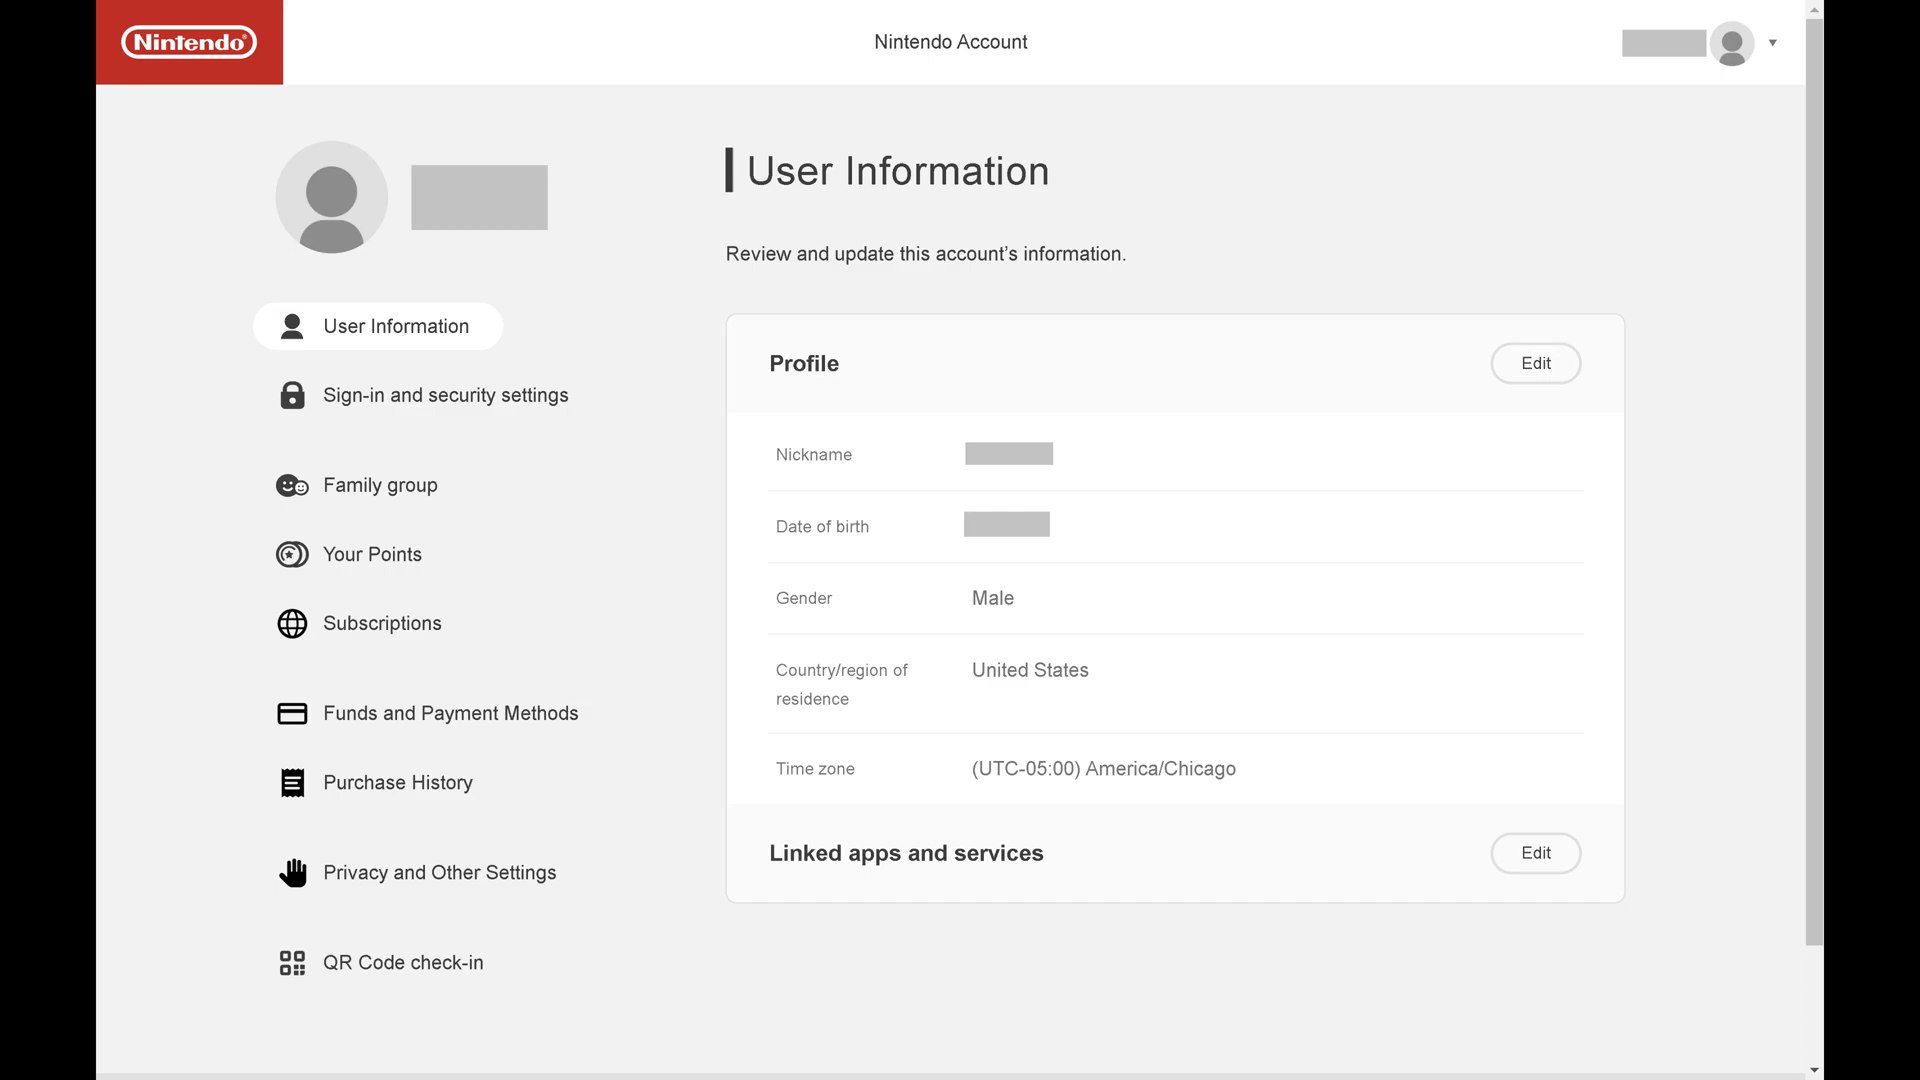 Nintendo®
Nintendo Account
User Information
Review and update this account’s information.
User Information
Sign-in and security settings
Family group
Your Points
Subscriptions
Funds and Payment Methods
Purchase History
Privacy and Other Settings
QR Code check-in
Profile
Edit
Nickname
Date of birth
Gender
Male
Country/region of
residence
United States
Time zone
(UTC-05:00) America/Chicago
Linked apps and services
Edit